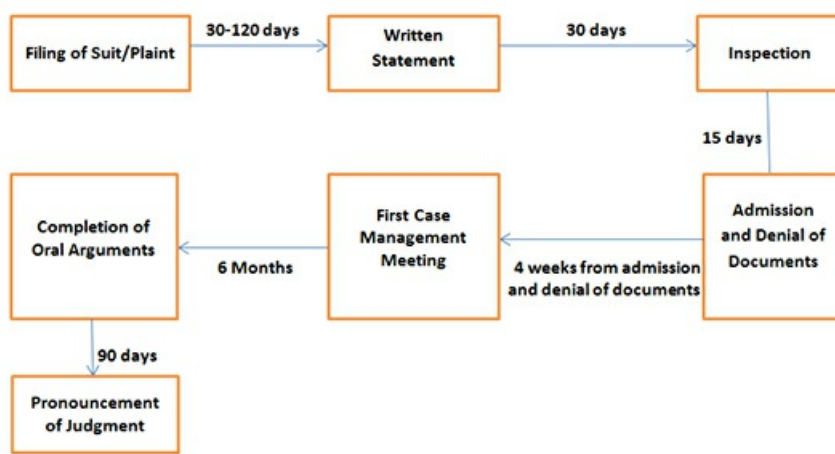 Filing of Suit/Plaint
30-120 days
Written
Statement
30 days
Inspection
15 days
Admission
and Denial of
Documents
4 weeks from admission
and denial of documents
First Case
Management
Meeting
6 Months
Completion of
Oral Arguments
90 days
Pronouncement
of Judgment